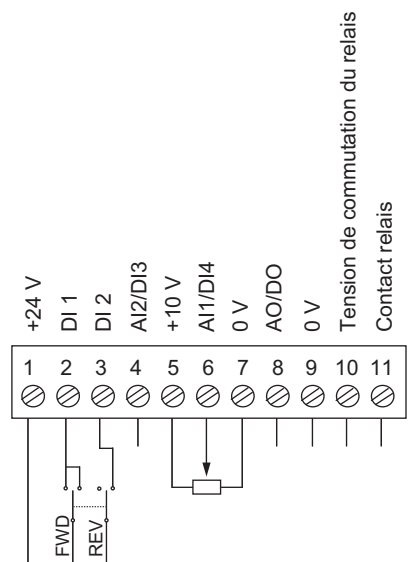 +24 V
DI 1
DI 2
AI2/DI3
+10 V
AI1/DI4
0 V
AO/DO
0 V
Tension de commutation du relais
Contact relais
1 2 3 4 5 6 7 8 9 10 11
FWD
REV